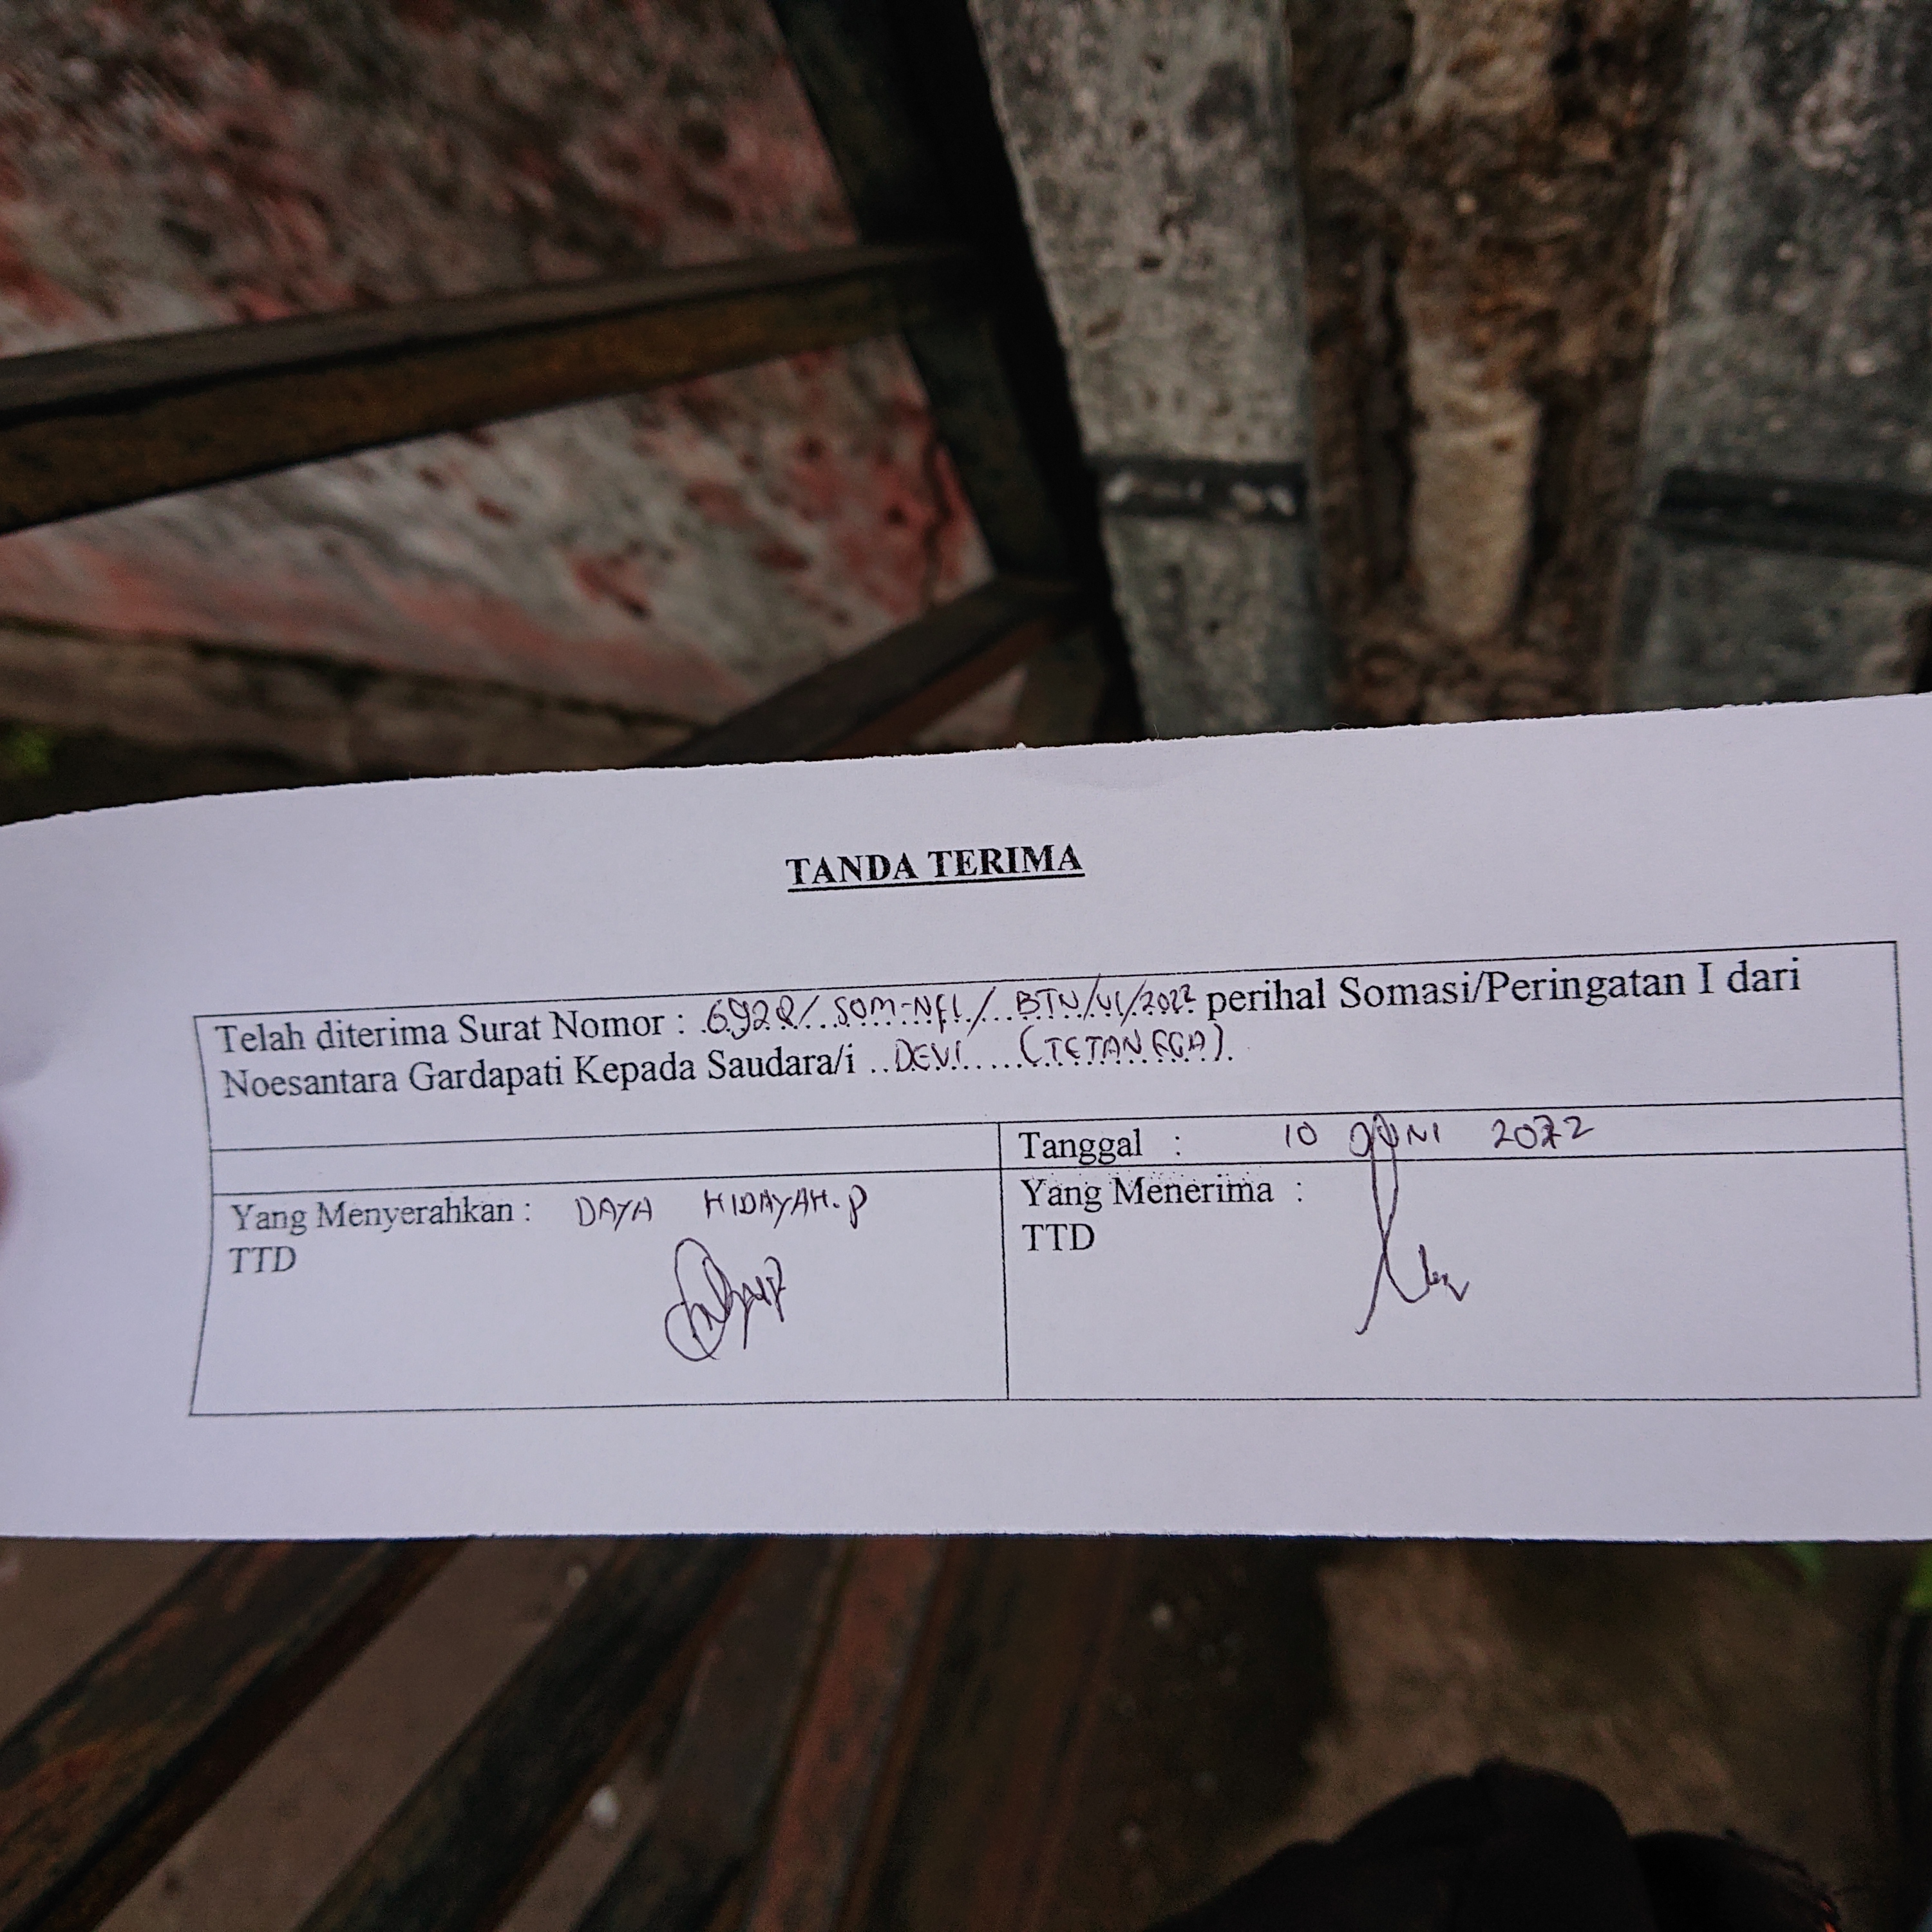 TANDA TERIMA
Telah diterima Surat Nomor : 6928/SOM-NFI/BTN/VI/2022 perihal Somasi/Peringatan I dari
Noesantara Gardapati Kepada Saudara/i ..DEVI.....(TETANGGA).
Tanggal : 10 JUNI 2022
Yang Menyerahkan : DAYA HIDAYAH.P
TTD
Yang Menerima :
TTD